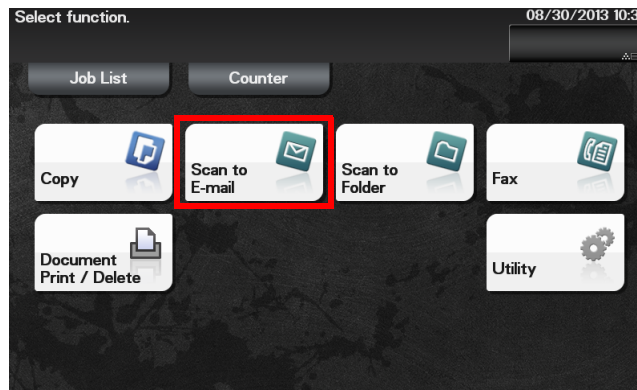 Select function.
08/30/2013 10:3
Job List
Counter
Copy
Scan to
E-mail
Scan to
Folder
Fax
Document
Print / Delete
Utility